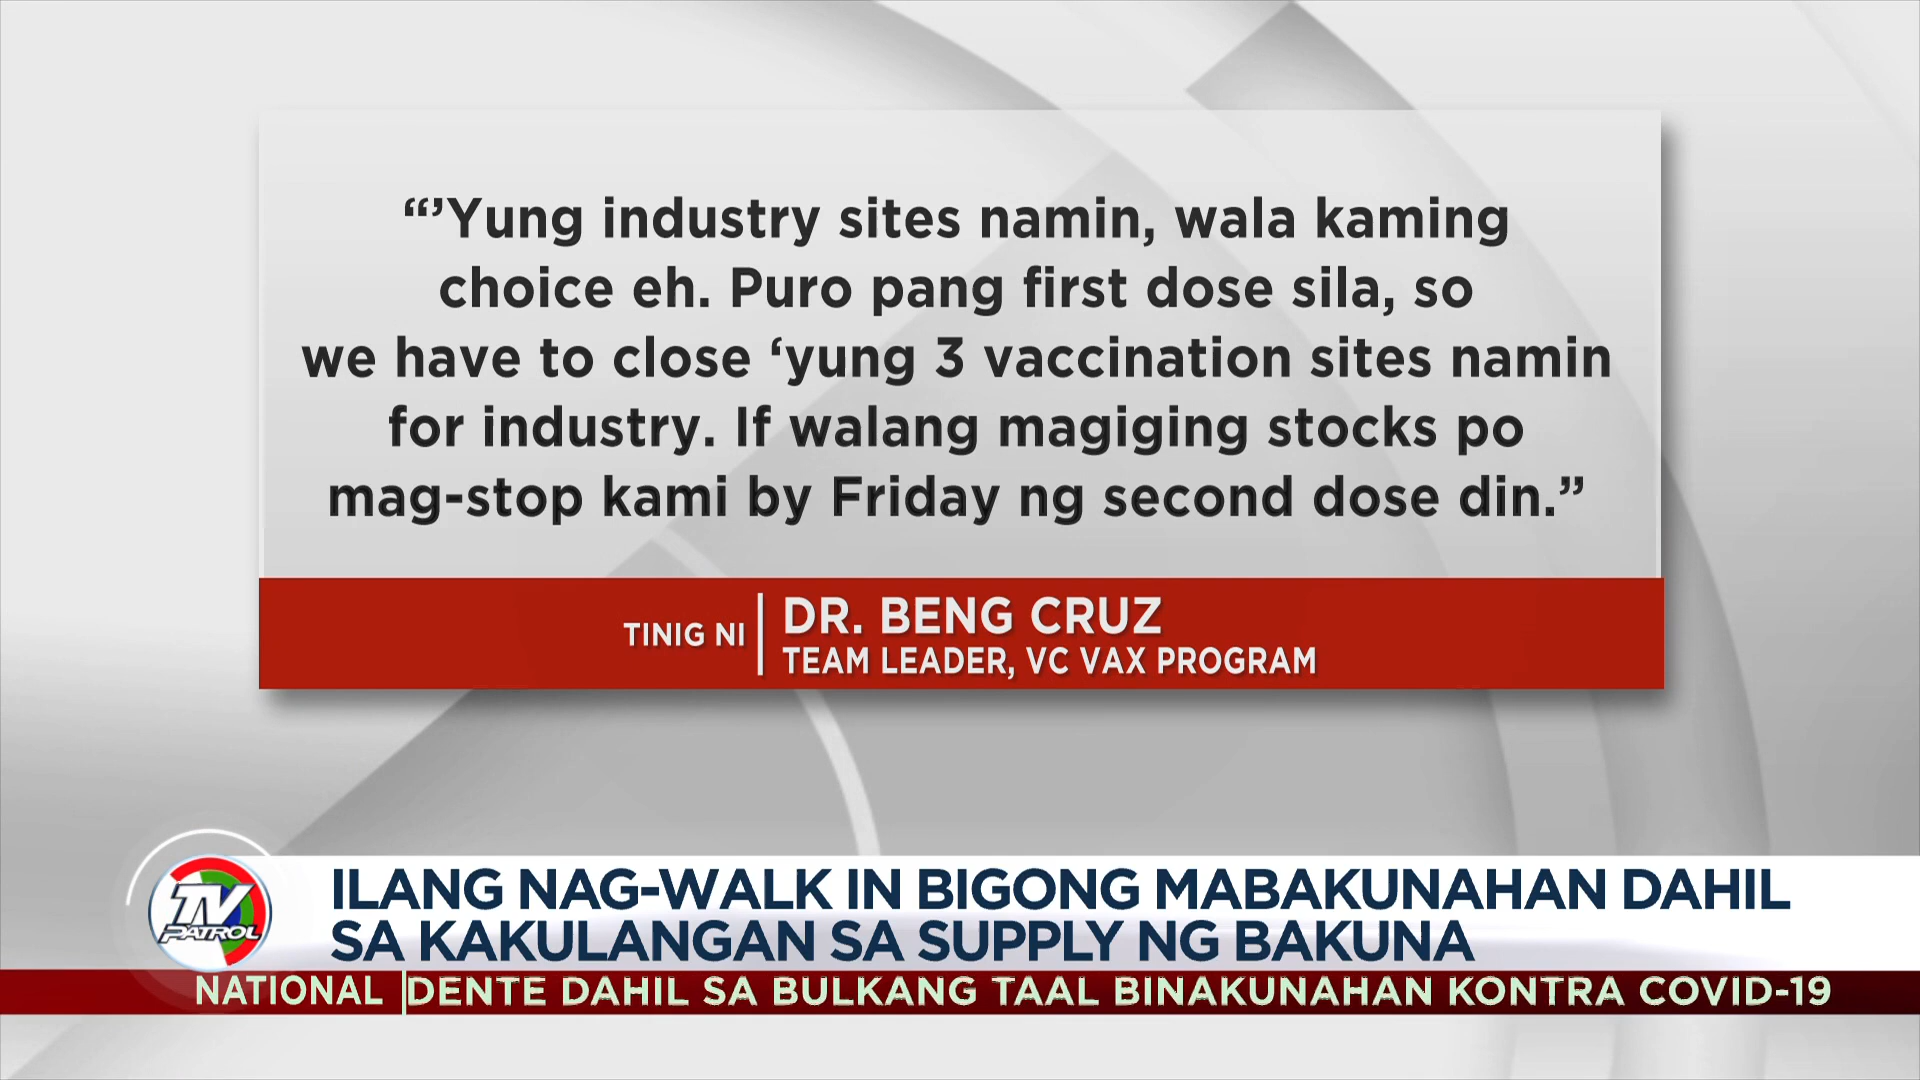 “’Yung industry sites namin, wala kaming
choice eh. Puro pang first dose sila, so
we have to close ‘yung 3 vaccination sites namin
for industry. If walang magiging stocks po
mag-stop kami by Friday ng second dose din.”
TINIG NI
DR. BENG CRUZ
TEAM LEADER, VC VAX PROGRAM
TV
PATROL
ILANG NAG-WALK IN BIGONG MABAKUNAHAN DAHIL
SA KAKULANGAN SA SUPPLY NG BAKUNA
NATIONAL
DENTE DAHIL SA BULKANG TAAL BINAKUNAHAN KONTRA COVID-19